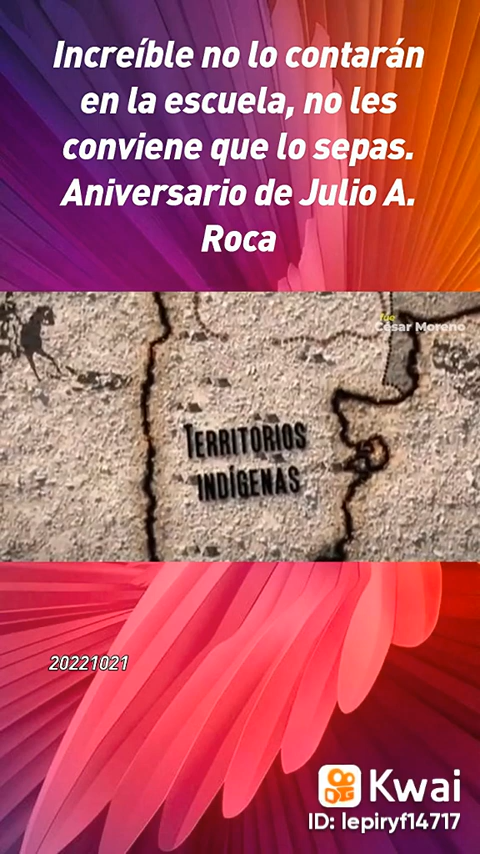 Increíble no lo contarán
en la escuela, no les
conviene que lo sepas.
Aniversario de Julio A.
Roca
fue
César Moreno
TERRITORIOS
INDÍGENAS
20221021
Kwai
ID: lepiryf14717